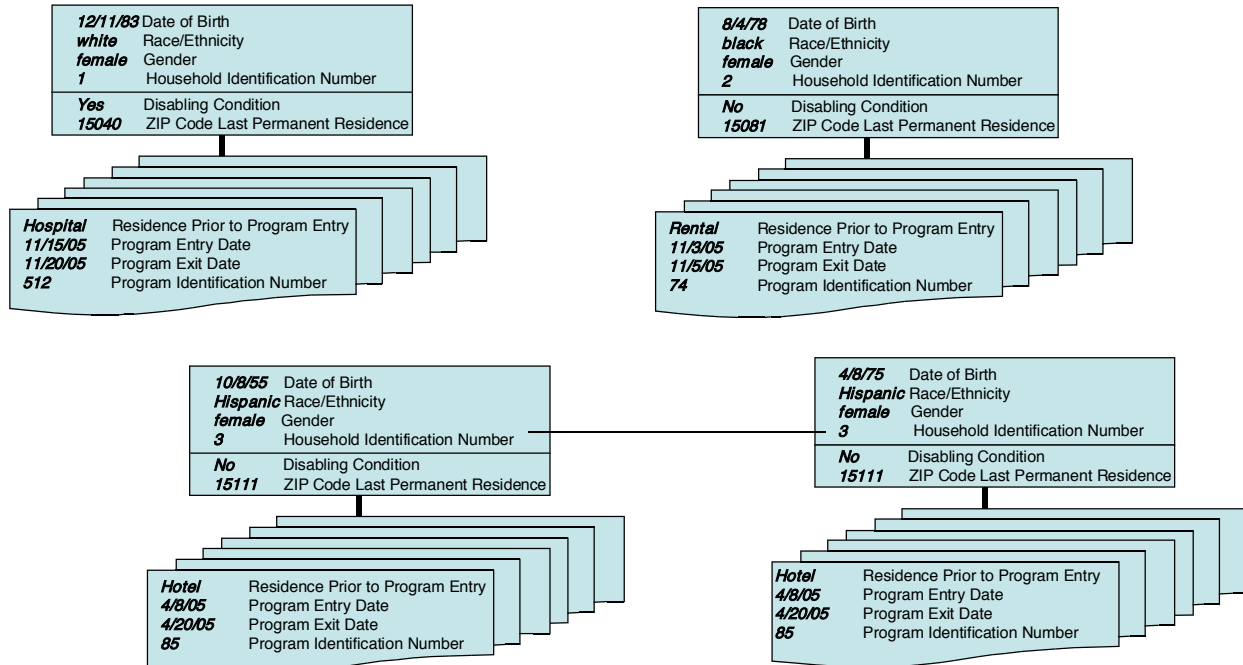 12/11/83 Date of Birth
white Race/Ethnicity
female Gender
1 Household Identification Number
Yes Disabling Condition
15040 ZIP Code Last Permanent Residence
Hospital Residence Prior to Program Entry
11/15/05 Program Entry Date
11/20/05 Program Exit Date
512 Program Identification Number
8/4/78 Date of Birth
black Race/Ethnicity
female Gender
2 Household Identification Number
No Disabling Condition
15081 ZIP Code Last Permanent Residence
Rental Residence Prior to Program Entry
11/3/05 Program Entry Date
11/5/05 Program Exit Date
74 Program Identification Number
10/8/55 Date of Birth
Hispanic Race/Ethnicity
female Gender
3 Household Identification Number
No Disabling Condition
15111 ZIP Code Last Permanent Residence
Hotel Residence Prior to Program Entry
4/8/05 Program Entry Date
4/20/05 Program Exit Date
85 Program Identification Number
4/8/75 Date of Birth
Hispanic Race/Ethnicity
female Gender
3 Household Identification Number
No Disabling Condition
15111 ZIP Code Last Permanent Residence
Hotel Residence Prior to Program Entry
4/8/05 Program Entry Date
4/20/05 Program Exit Date
85 Program Identification Number